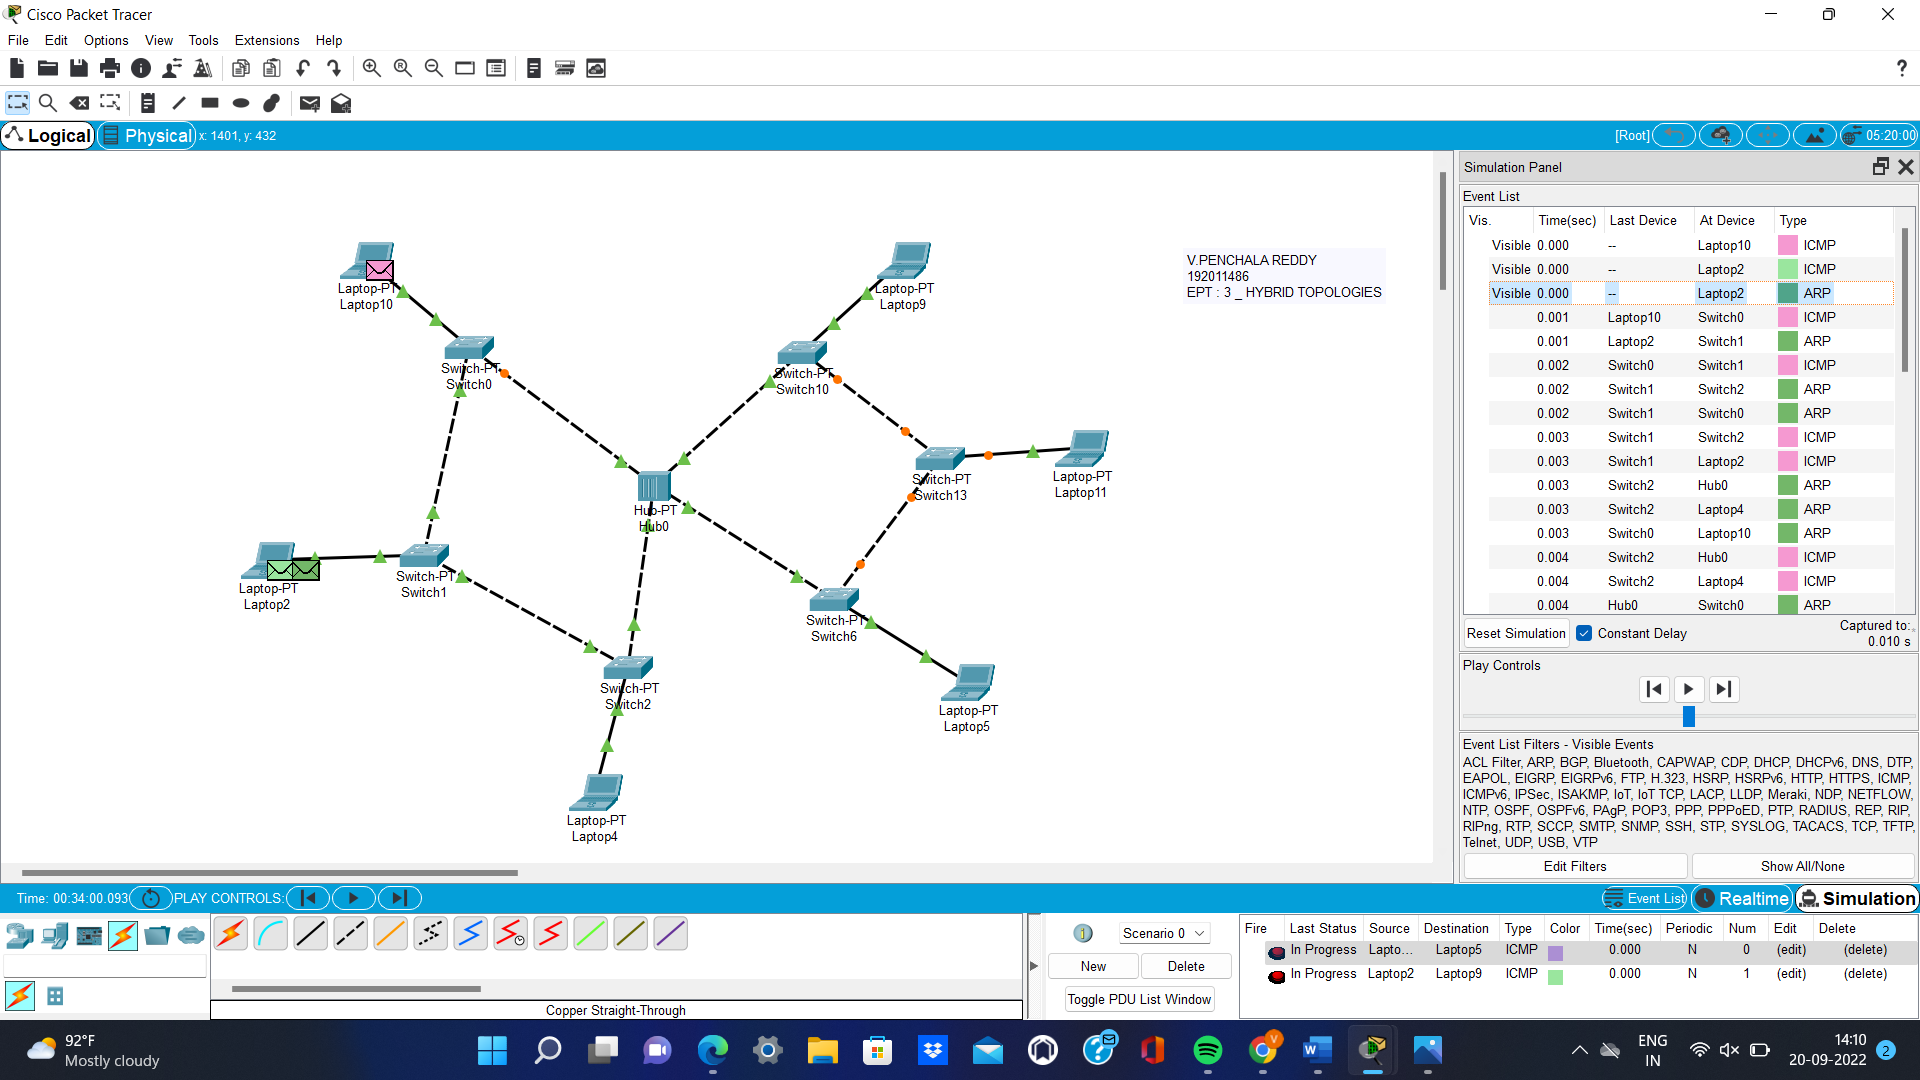 Cisco Packet Tracer
File Edit Options View Tools Extensions Help
Logical Physical x: 1401, y: 432 [Root] 05:20:00
V.PENCHALA REDDY
192011486
EPT : 3 _ HYBRID TOPOLOGIES
Laptop-PT
Laptop10
Laptop-PT
Laptop9
Switch-PT
Switch0
Switch-PT
Switch10
Switch-PT
Switch13
Laptop-PT
Laptop11
Hub-PT
Hub0
Laptop-PT
Laptop2
Switch-PT
Switch1
Switch-PT
Switch6
Switch-PT
Switch2
Laptop-PT
Laptop5
Laptop-PT
Laptop4
Simulation Panel
Event List
Vis. Time(sec) Last Device At Device Type
Visible 0.000 -- Laptop10 ICMP
Visible 0.000 -- Laptop2 ICMP
Visible 0.000 -- Laptop2 ARP
0.001 Laptop10 Switch0 ICMP
0.001 Laptop2 Switch1 ARP
0.002 Switch0 Switch1 ICMP
0.002 Switch1 Switch2 ARP
0.002 Switch1 Switch0 ARP
0.003 Switch1 Switch2 ICMP
0.003 Switch1 Laptop2 ICMP
0.003 Switch2 Hub0 ARP
0.003 Switch2 Laptop4 ARP
0.003 Switch0 Laptop10 ARP
0.004 Switch2 Hub0 ICMP
0.004 Switch2 Laptop4 ICMP
0.004 Hub0 Switch0 ARP
Reset Simulation Constant Delay Captured to:
0.010 s
Play Controls
Event List Filters - Visible Events
ACL Filter, ARP, BGP, Bluetooth, CAPWAP, CDP, DHCP, DHCPv6, DNS, DTP,
EAPOL, EIGRP, EIGRPv6, FTP, H.323, HSRP, HSRPv6, HTTP, HTTPS, ICMP,
ICMPv6, IPSec, ISAKMP, IoT, IoT TCP, LACP, LLDP, Meraki, NDP, NETFLOW,
NTP, OSPF, OSPFv6, PAgP, POP3, PPP, PPPoED, PTP, RADIUS, REP, RIP,
RIPng, RTP, SCCP, SMTP, SNMP, SSH, STP, SYSLOG, TACACS, TCP, TFTP,
Telnet, UDP, USB, VTP
Edit Filters Show All/None
Time: 00:34:00.093 PLAY CONTROLS: Event List Realtime Simulation
Copper Straight-Through
Scenario 0
New Delete
Toggle PDU List Window
Fire Last Status Source Destination Type Color Time(sec) Periodic Num Edit Delete
In Progress Lapto... Laptop5 ICMP 0.000 N 0 (edit) (delete)
In Progress Laptop2 Laptop9 ICMP 0.000 N 1 (edit) (delete)
92°F
Mostly cloudy
ENG
IN
14:10
20-09-2022
2